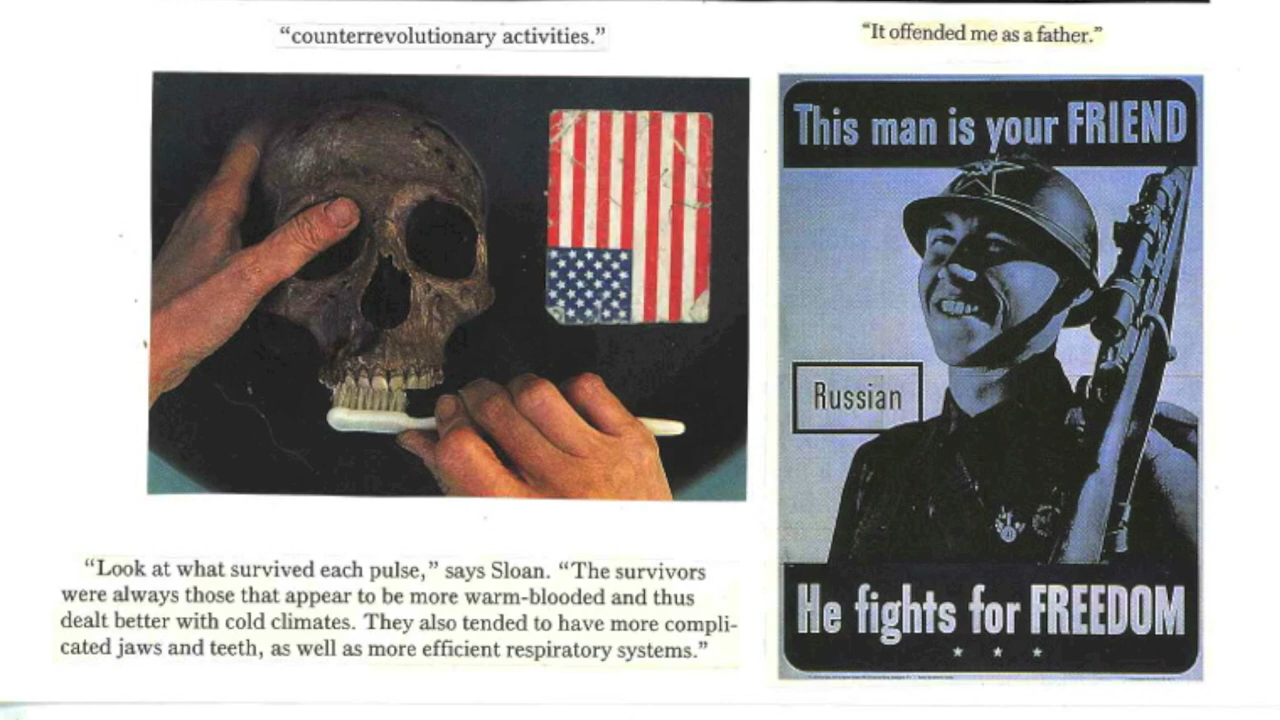 “counterrevolutionary activities.”
“It offended me as a father.”
This man is your FRIEND
Russian
He fights for FREEDOM
“Look at what survived each pulse,” says Sloan. “The survivors
were always those that appear to be more warm-blooded and thus
dealt better with cold climates. They also tended to have more compli-
cated jaws and teeth, as well as more efficient respiratory systems.”